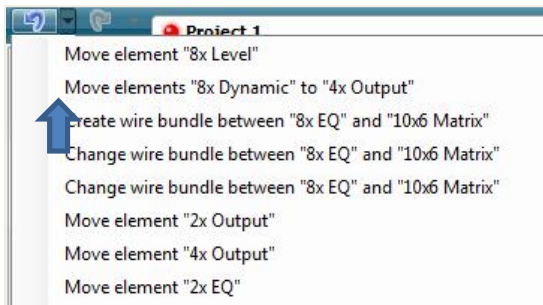 Project 1
Move element "8x Level"
Move elements "8x Dynamic" to "4x Output"
Create wire bundle between "8x EQ" and "10x6 Matrix"
Change wire bundle between "8x EQ" and "10x6 Matrix"
Change wire bundle between "8x EQ" and "10x6 Matrix"
Move element "2x Output"
Move element "4x Output"
Move element "2x EQ"